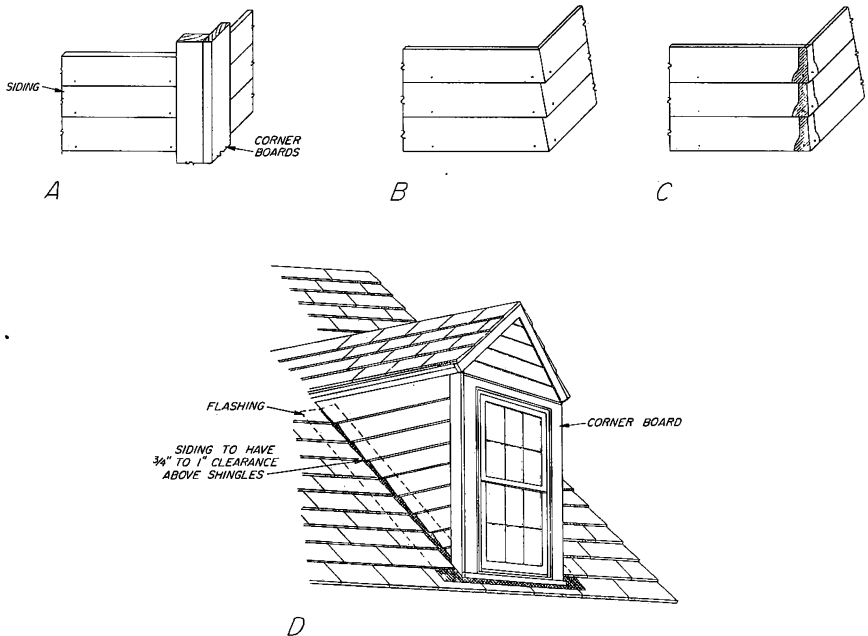 SIDING
CORNER
BOARDS
A
B
C
FLASHING
SIDING TO HAVE
3/4" TO 1" CLEARANCE
ABOVE SHINGLES
CORNER BOARD
D